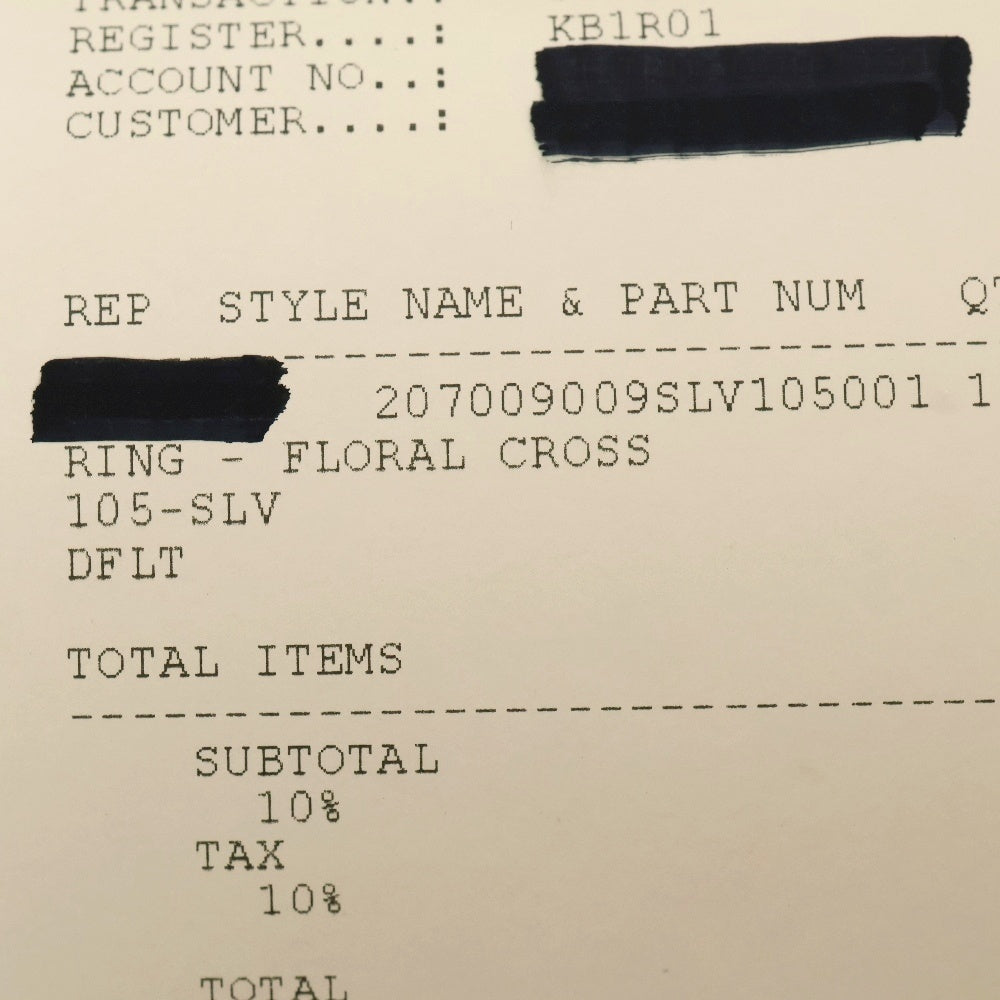 TRANSACTION..:
REGISTER....: KB1R01
ACCOUNT NO..:
CUSTOMER....:
REP STYLE NAME & PART NUM
207009009SLV105001 1
RING - FLORAL CROSS
105-SLV
DFLT
TOTAL ITEMS
SUBTOTAL
10%
TAX
10%
TOTAL